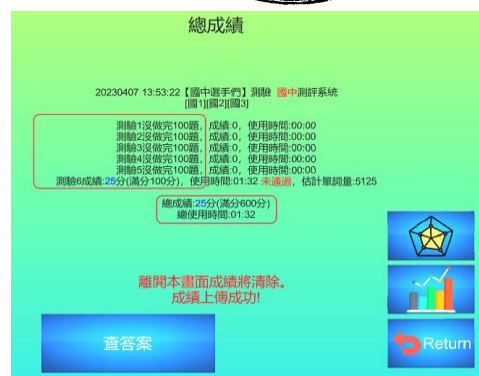 總成績
20230407 13:53:22【國中選手們】測驗 國中測評系統
[國1][國2][國3]
測驗1沒做完100題, 成績:0, 使用時間:00:00
測驗2沒做完100題, 成績:0, 使用時間:00:00
測驗3沒做完100題, 成績:0, 使用時間:00:00
測驗4沒做完100題, 成績:0, 使用時間:00:00
測驗5沒做完100題, 成績:0, 使用時間:00:00
測驗6成績:25分(滿分100分), 使用時間:01:32 未通過, 估計單詞量:5125
總成績:25分(滿分600分)
總使用時間:01:32
離開本畫面成績將清除。
成績上傳成功!
查答案
Return